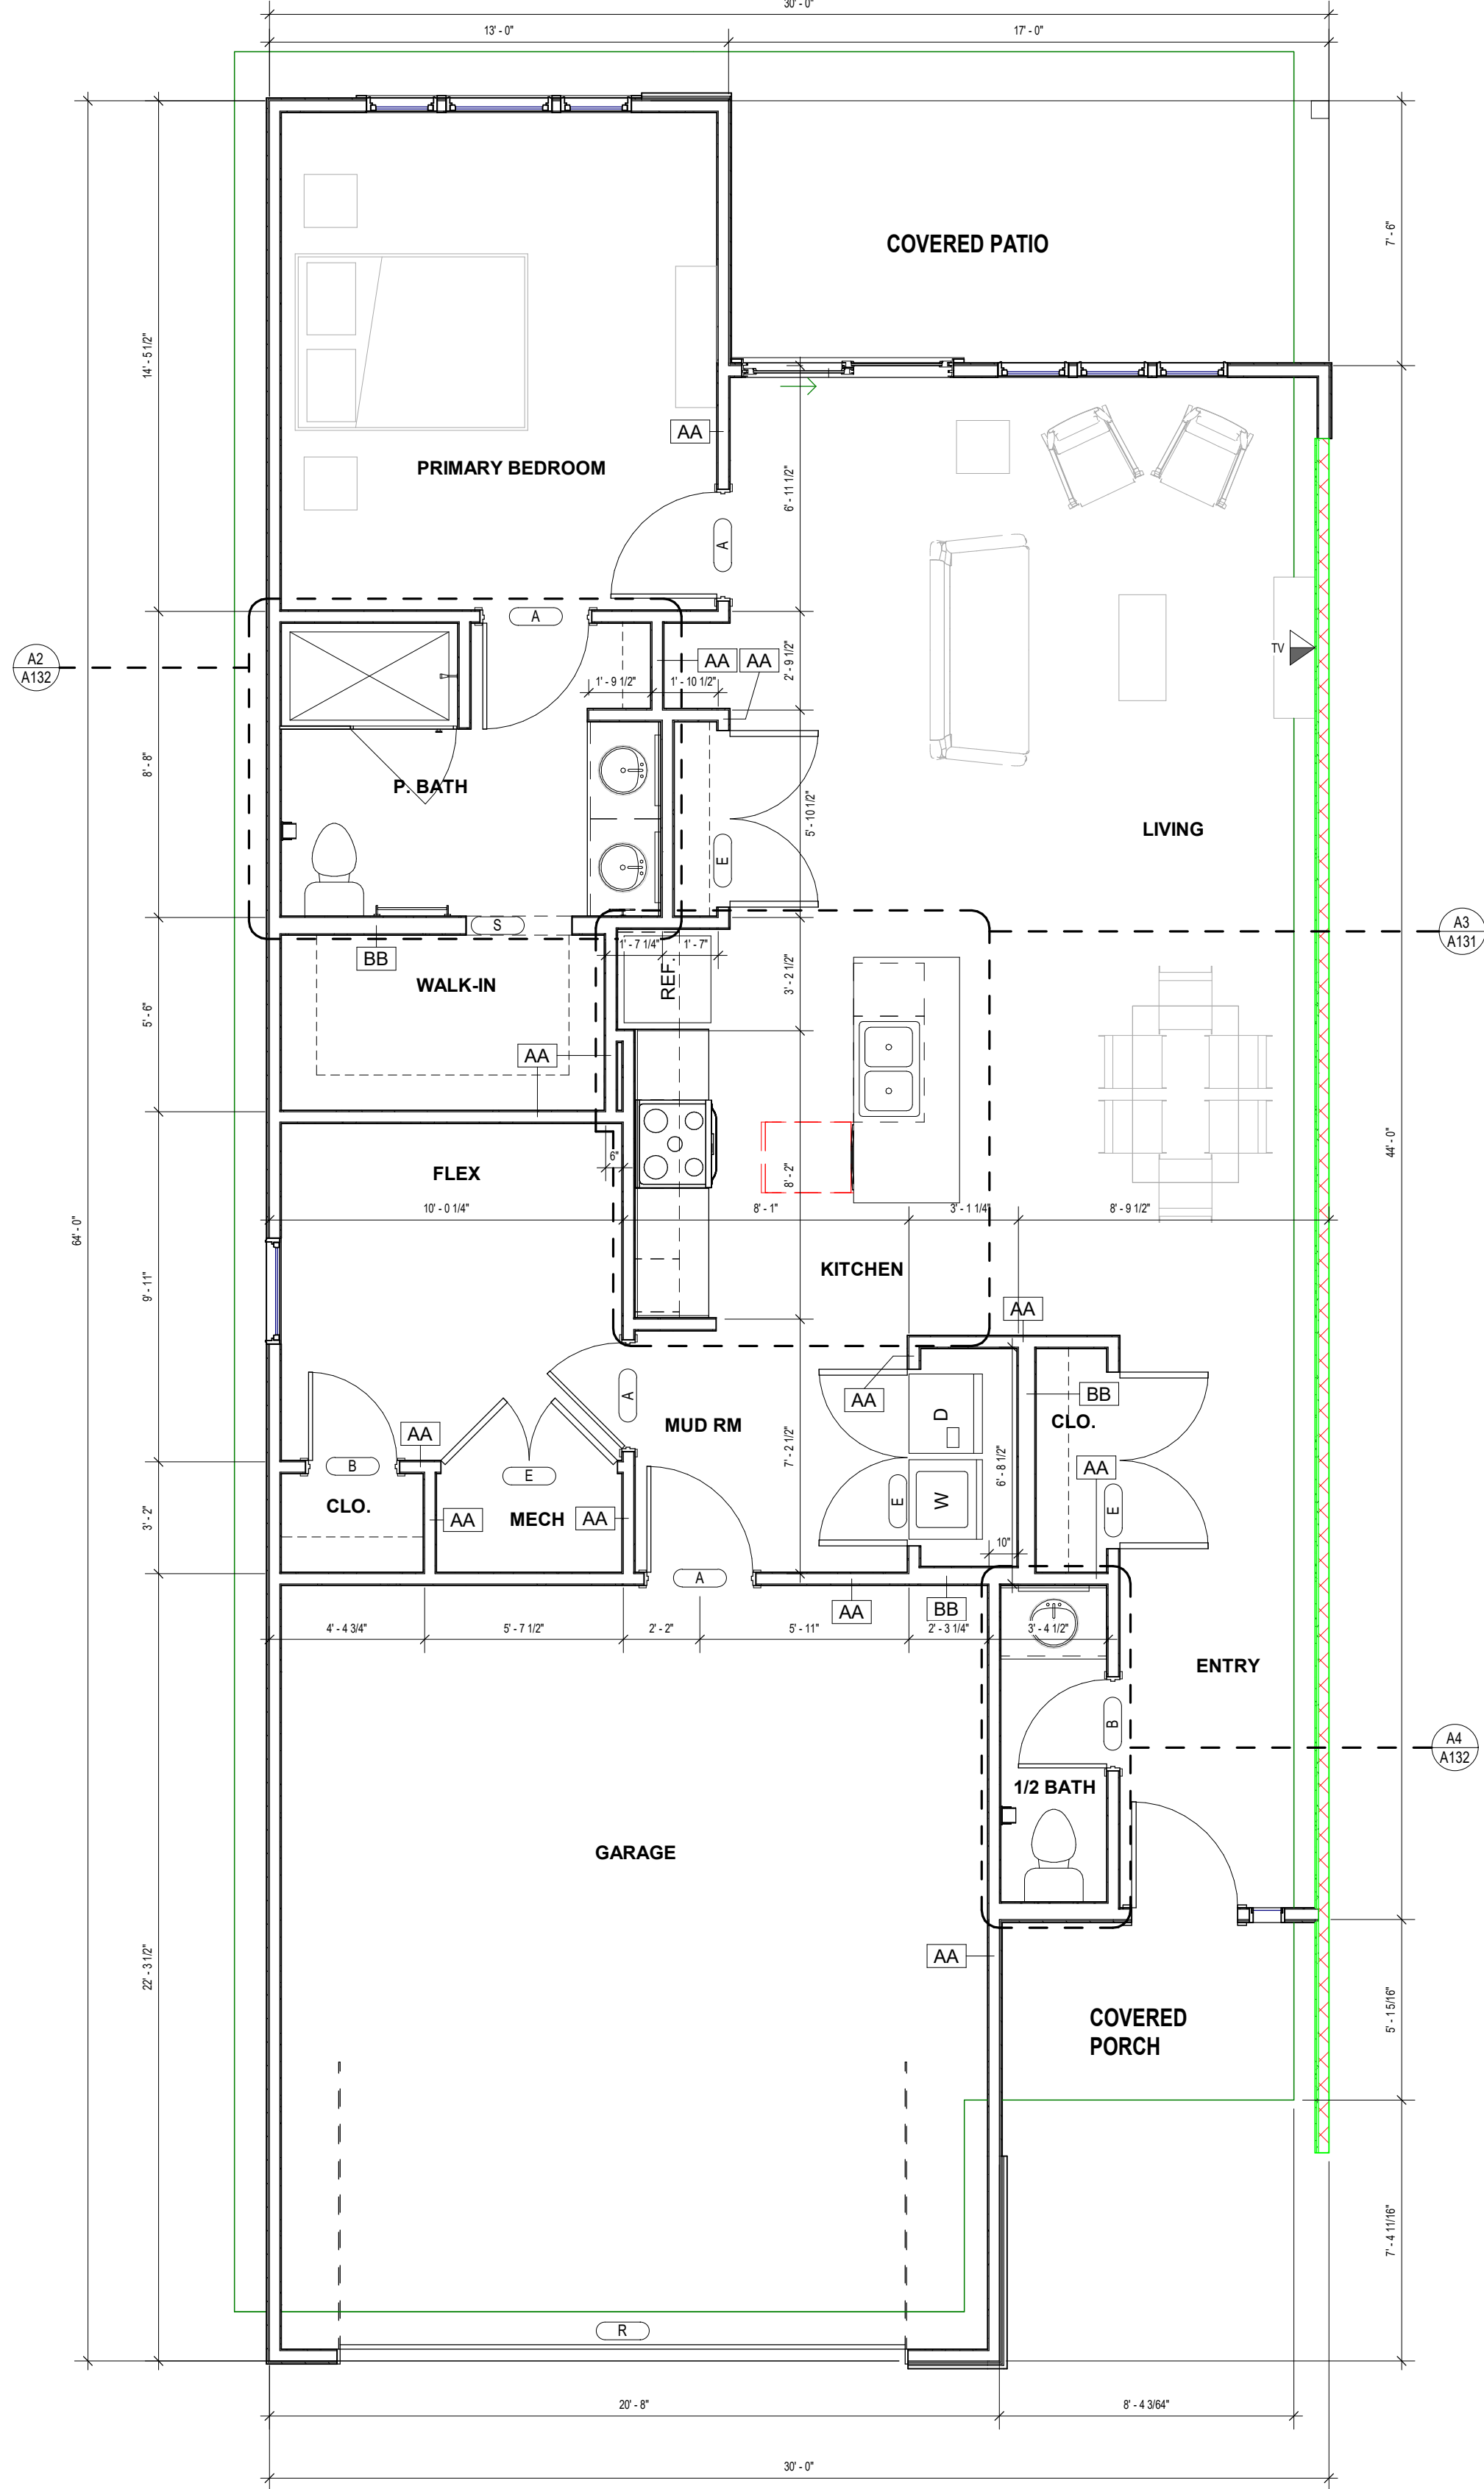 30' - 0"
13' - 0"
17' - 0"
COVERED PATIO
7' - 6"
14' - 5 1/2"
AA
PRIMARY BEDROOM
6' - 11 1/2"
A
A
A2
A132
AA
AA
TV
2' - 9 1/2"
1' - 9 1/2"
1' - 10 1/2"
8' - 8"
P. BATH
5' - 10 1/2"
LIVING
E
S
A3
A131
BB
1' - 7 1/4"
1' - 7"
WALK-IN
REF.
3' - 2 1/2"
5' - 6"
AA
6"
FLEX
8' - 2"
44' - 0"
10' - 0 1/4"
8' - 1"
3' - 1 1/4"
8' - 9 1/2"
64' - 0"
KITCHEN
9' - 11"
AA
A
AA
BB
D
CLO.
MUD RM
AA
7' - 2 1/2"
6' - 8 1/2"
B
E
AA
CLO.
E
W
E
3' - 2"
AA
MECH
AA
10"
A
AA
BB
4' - 4 3/4"
5' - 7 1/2"
2' - 2"
5' - 11"
2' - 3 1/4"
3' - 4 1/2"
ENTRY
B
A4
A132
1/2 BATH
GARAGE
AA
22' - 3 1/2"
COVERED
PORCH
5' - 1 5/16"
7' - 4 11/16"
R
20' - 8"
8' - 4 3/64"
30' - 0"